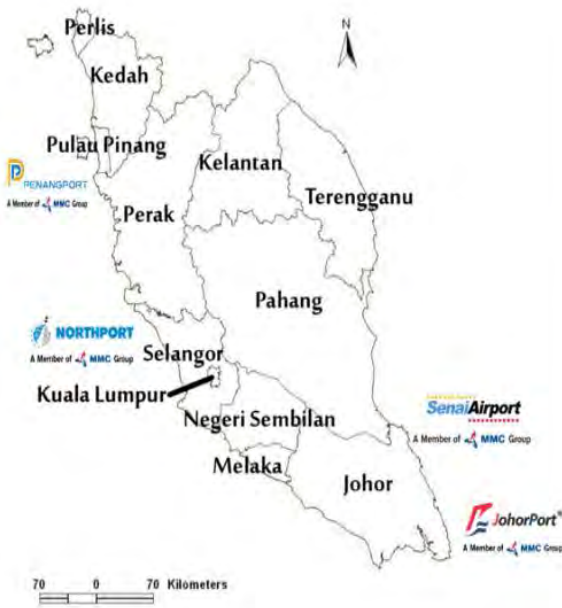 Perlis
N
Kedah
Pulau Pinang
Kelantan
PENANGPORT
A Member of MMC Group
Terengganu
Perak
Pahang
NORTHPORT
A Member of MMC Group
Selangor
Kuala Lumpur
SenaiAirport
A Member of MMC Group
Negeri Sembilan
Melaka
Johor
JohorPort
A Member of MMC Group
70 0 70 Kilometers